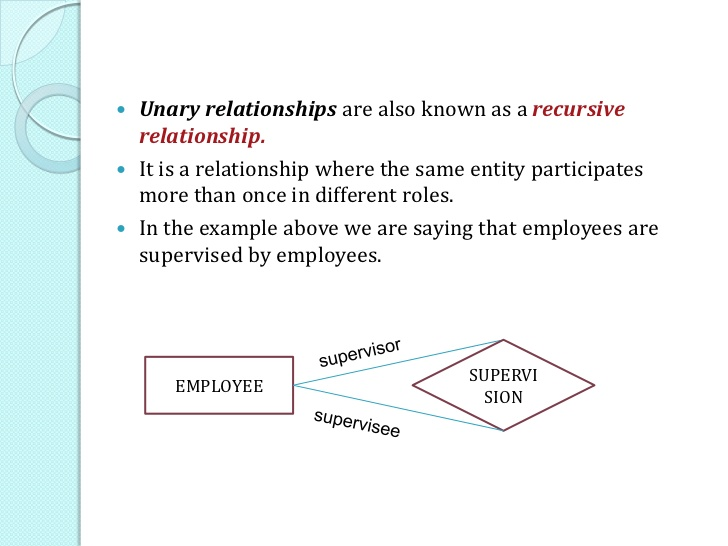 Unary relationships are also known as a recursive
relationship.
It is a relationship where the same entity participates
more than once in different roles.
In the example above we are saying that employees are
supervised by employees.
supervisor
EMPLOYEE
SUPERVI
SION
supervisee